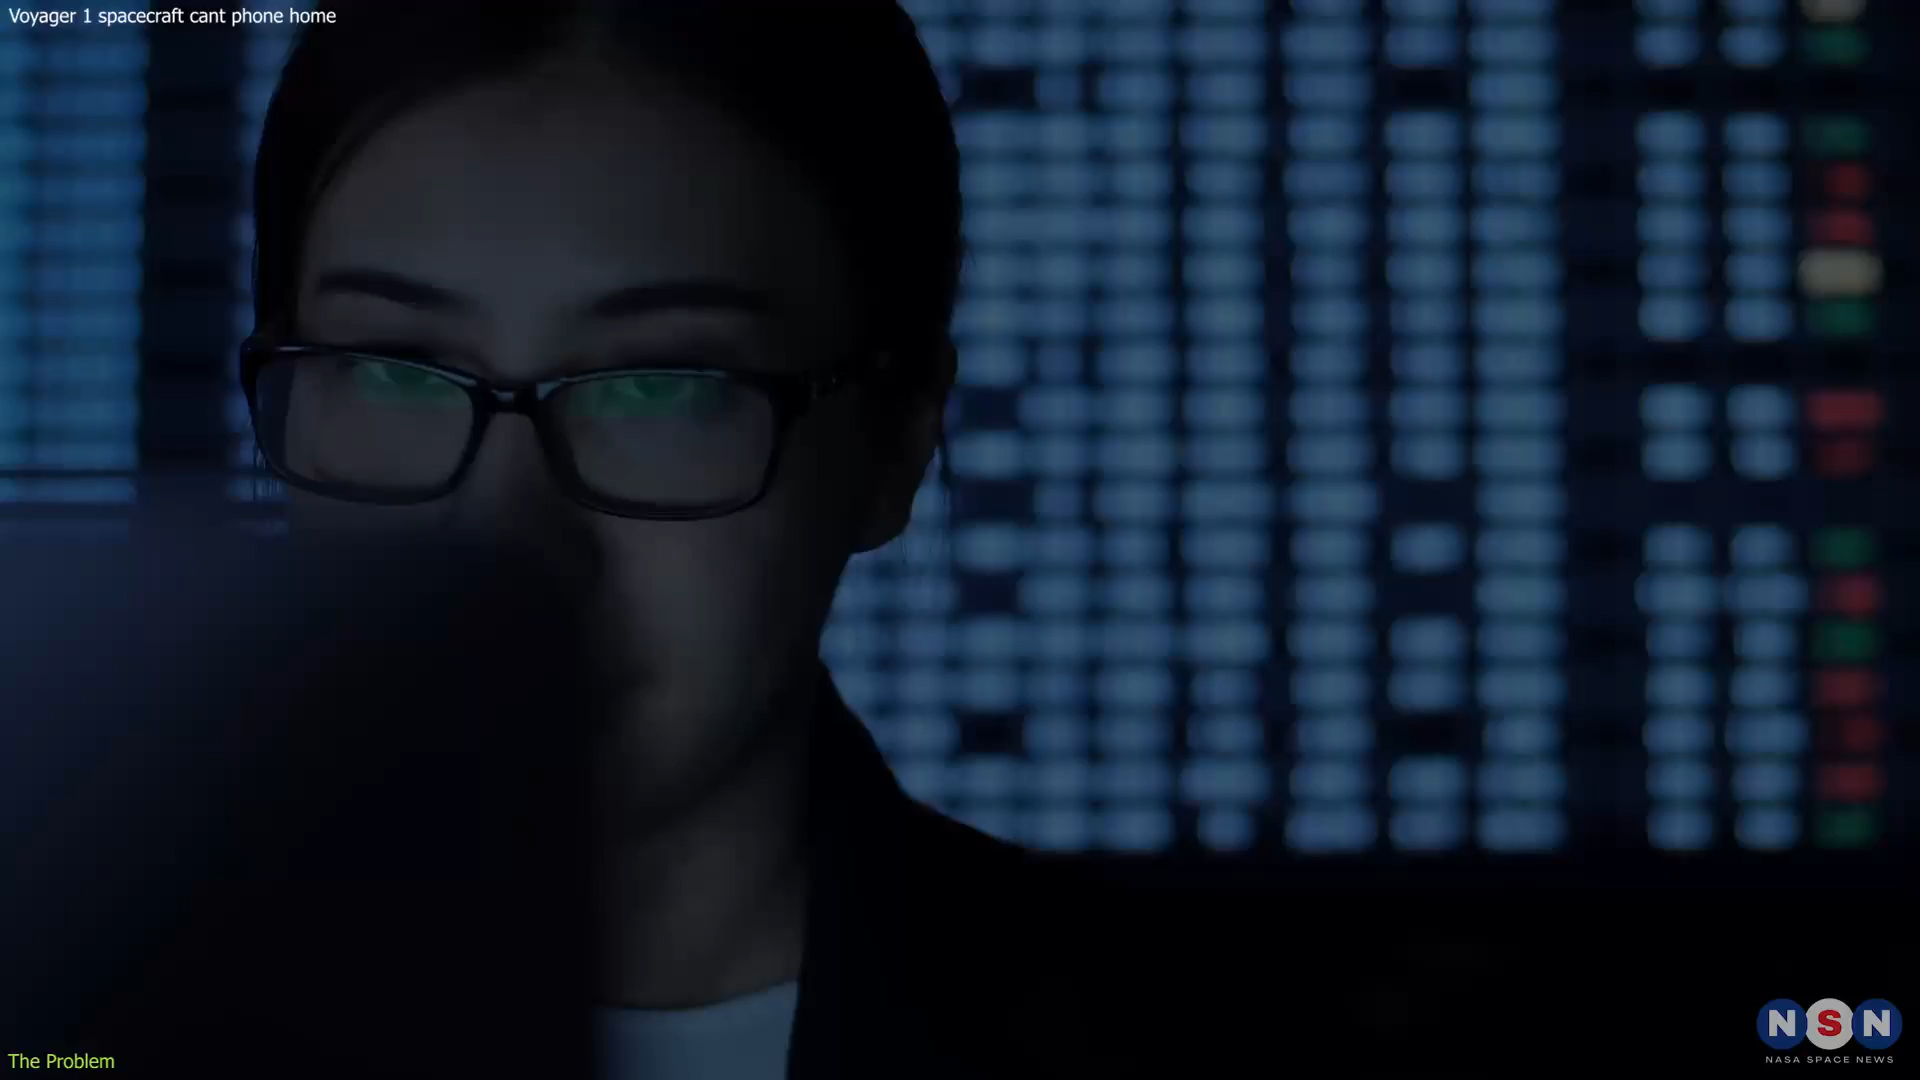 Voyager 1 spacecraft cant phone home
The Problem
NSN
NASA SPACE NEWS